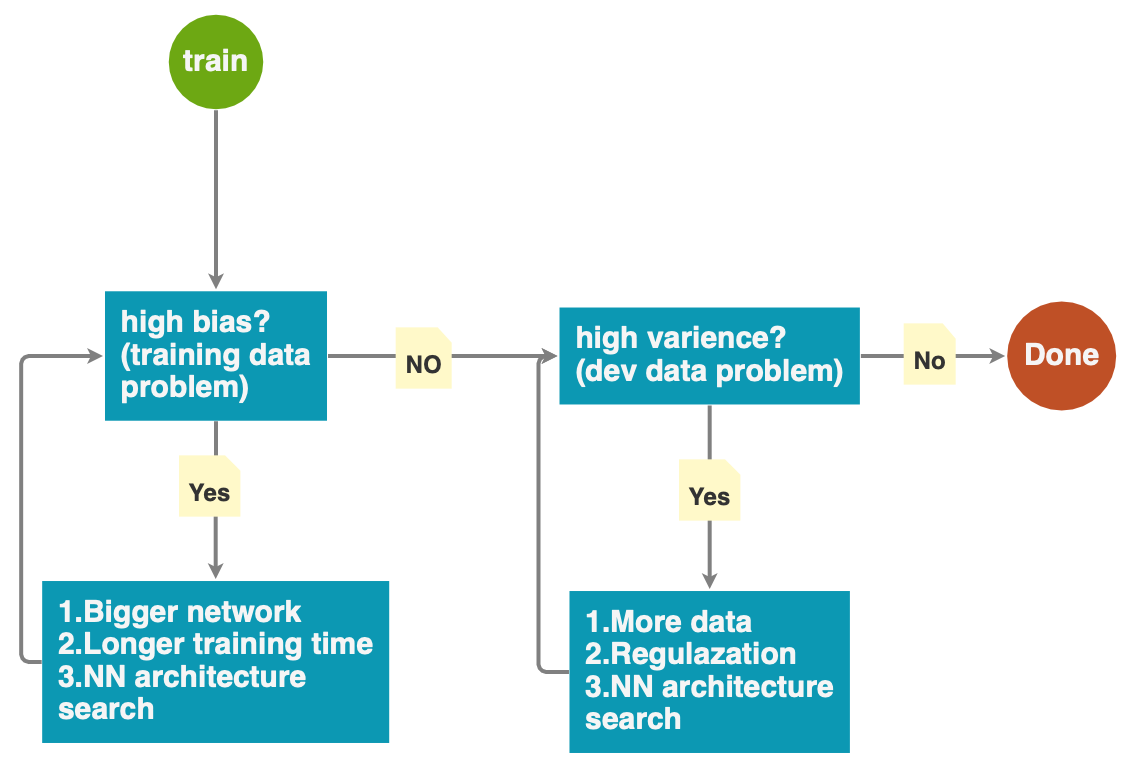 train
high bias?
(training data
problem)
NO
high varience?
(dev data problem)
No
Done
Yes
Yes
1.Bigger network
2.Longer training time
3.NN architecture
search
1.More data
2.Regulazation
3.NN architecture
search